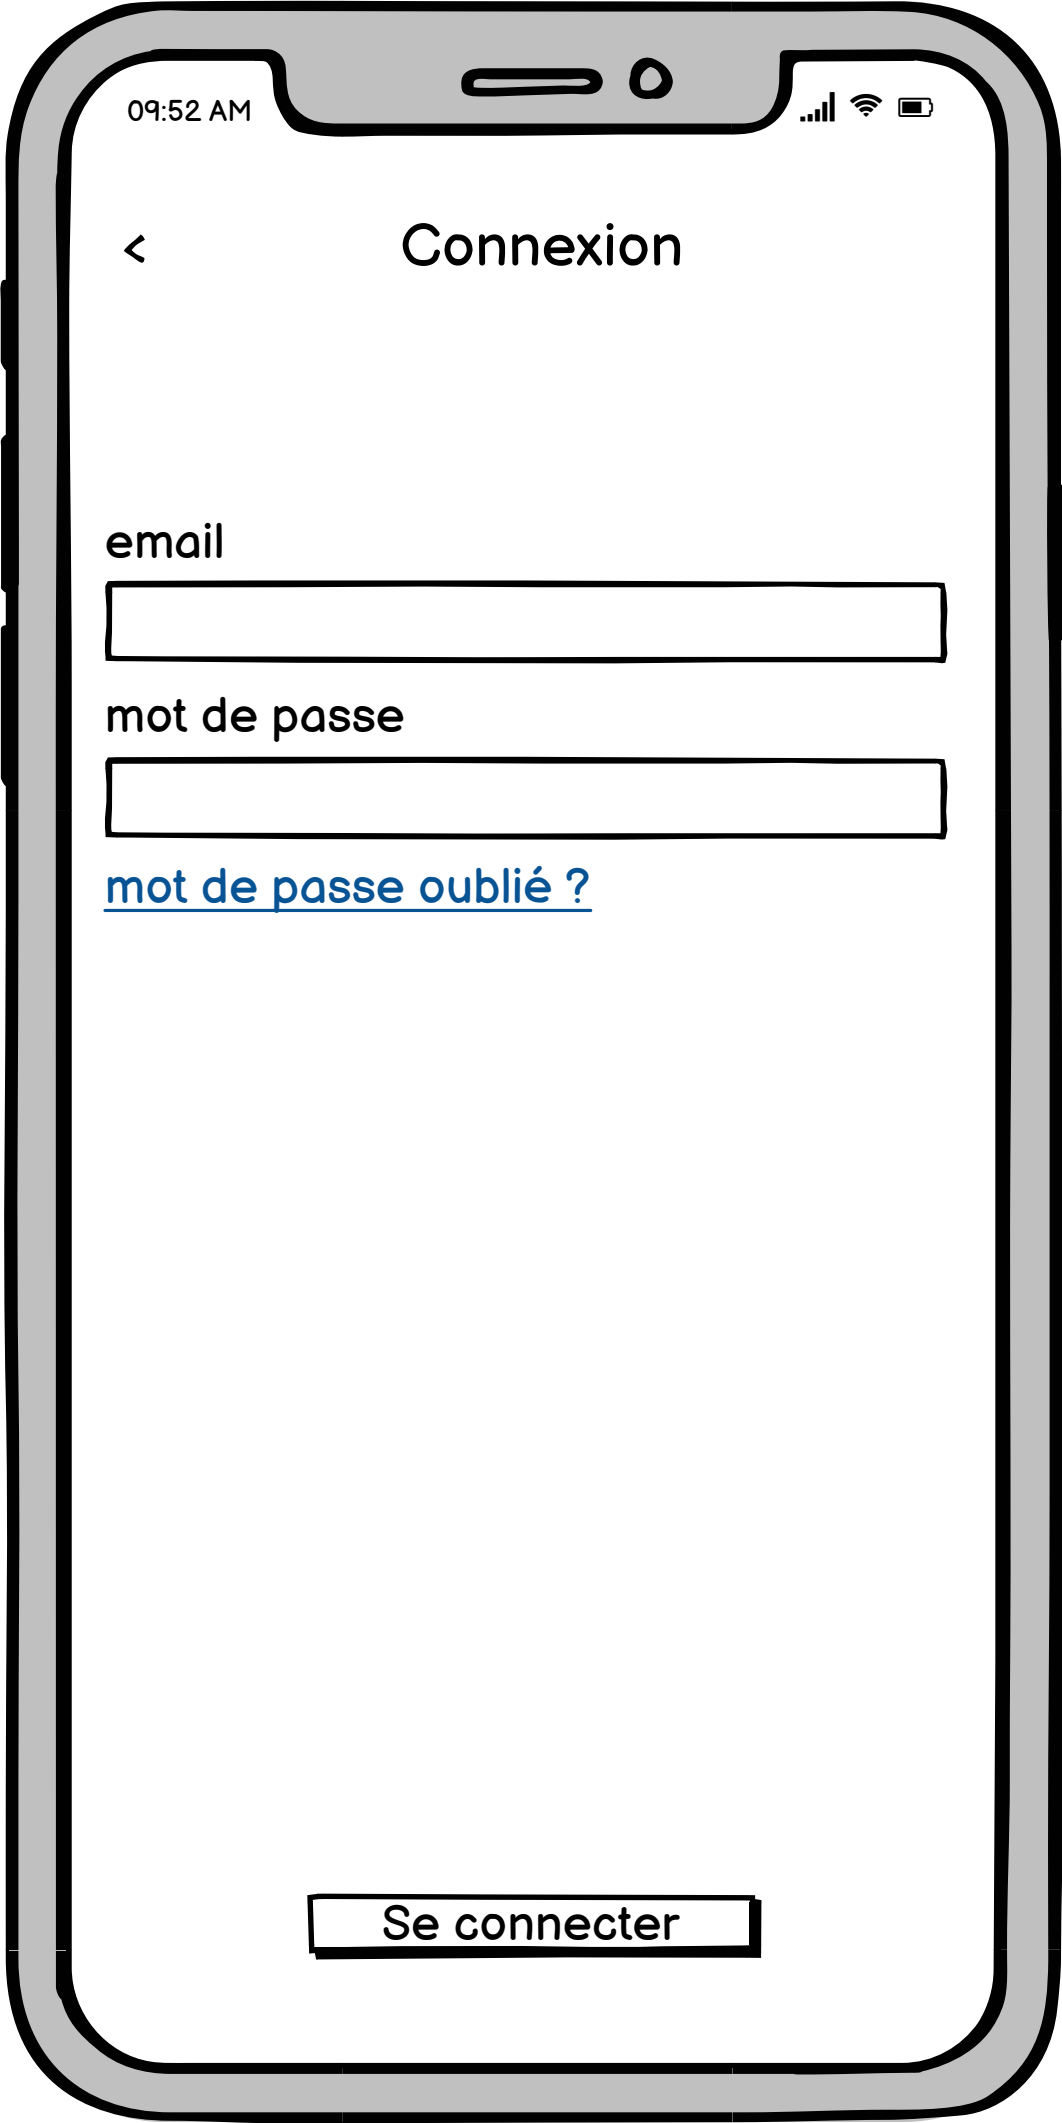 09:52 AM
< Connexion
email
mot de passe
mot de passe oublié ?
Se connecter